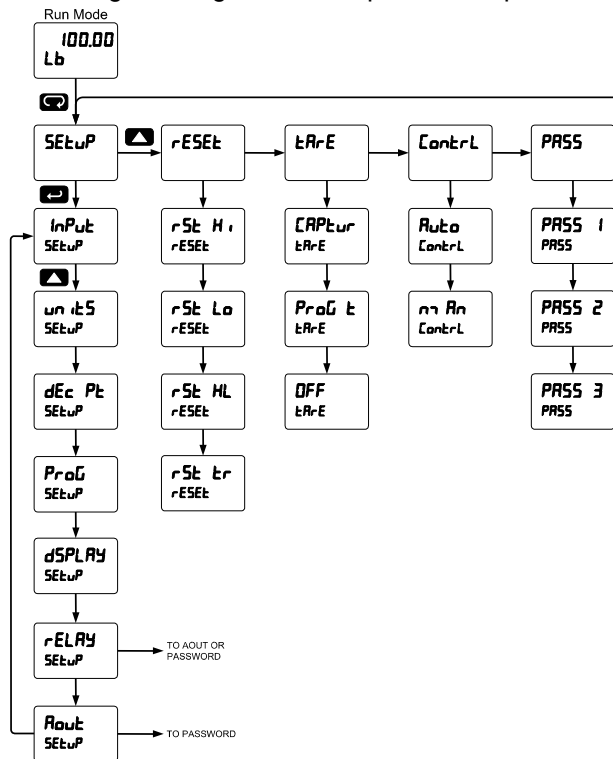 Run Mode
100.00
Lb
SEtuP
InPut
SEtuP
unitS
SEtuP
dEc Pt
SEtuP
ProG
SEtuP
dSPLAY
SEtuP
rELAY
SEtuP
TO AOUT OR
PASSWORD
Aout
SEtuP
TO PASSWORD
rESEt
rSt Hi
rESEt
rSt Lo
rESEt
rSt HL
rESEt
rSt tr
rESEt
tArE
CAPtur
tArE
ProG t
tArE
OFF
tArE
ContrL
Auto
ContrL
mAn
ContrL
PASS
PASS 1
PASS
PASS 2
PASS
PASS 3
PASS